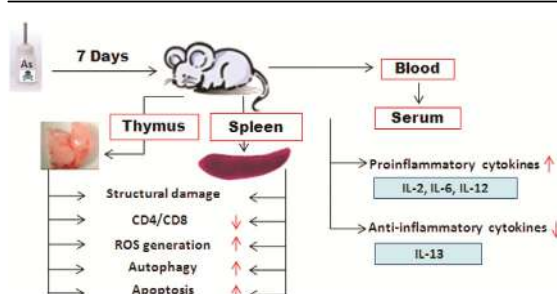 As
7 Days
Blood
Serum
Thymus
Spleen
Proinflammatory cytokines ↑
IL-2, IL-6, IL-12
Anti-inflammatory cytokines ↓
IL-13
Structural damage
CD4/CD8 ↓
ROS generation ↑
Autophagy ↑
Apoptosis ↑